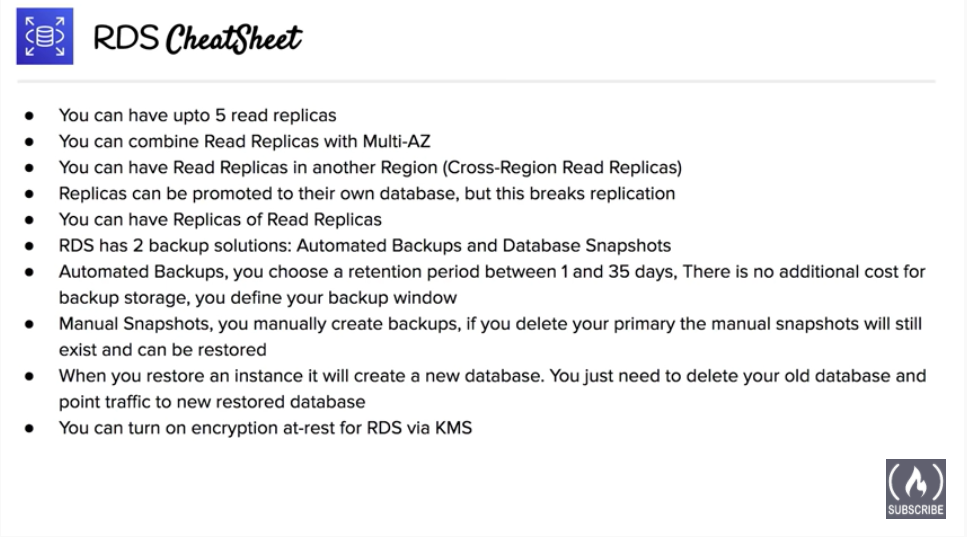 RDS CheatSheet
● You can have upto 5 read replicas
● You can combine Read Replicas with Multi-AZ
● You can have Read Replicas in another Region (Cross-Region Read Replicas)
● Replicas can be promoted to their own database, but this breaks replication
● You can have Replicas of Read Replicas
● RDS has 2 backup solutions: Automated Backups and Database Snapshots
● Automated Backups, you choose a retention period between 1 and 35 days, There is no additional cost for
backup storage, you define your backup window
● Manual Snapshots, you manually create backups, if you delete your primary the manual snapshots will still
exist and can be restored
● When you restore an instance it will create a new database. You just need to delete your old database and
point traffic to new restored database
● You can turn on encryption at-rest for RDS via KMS
SUBSCRIBE